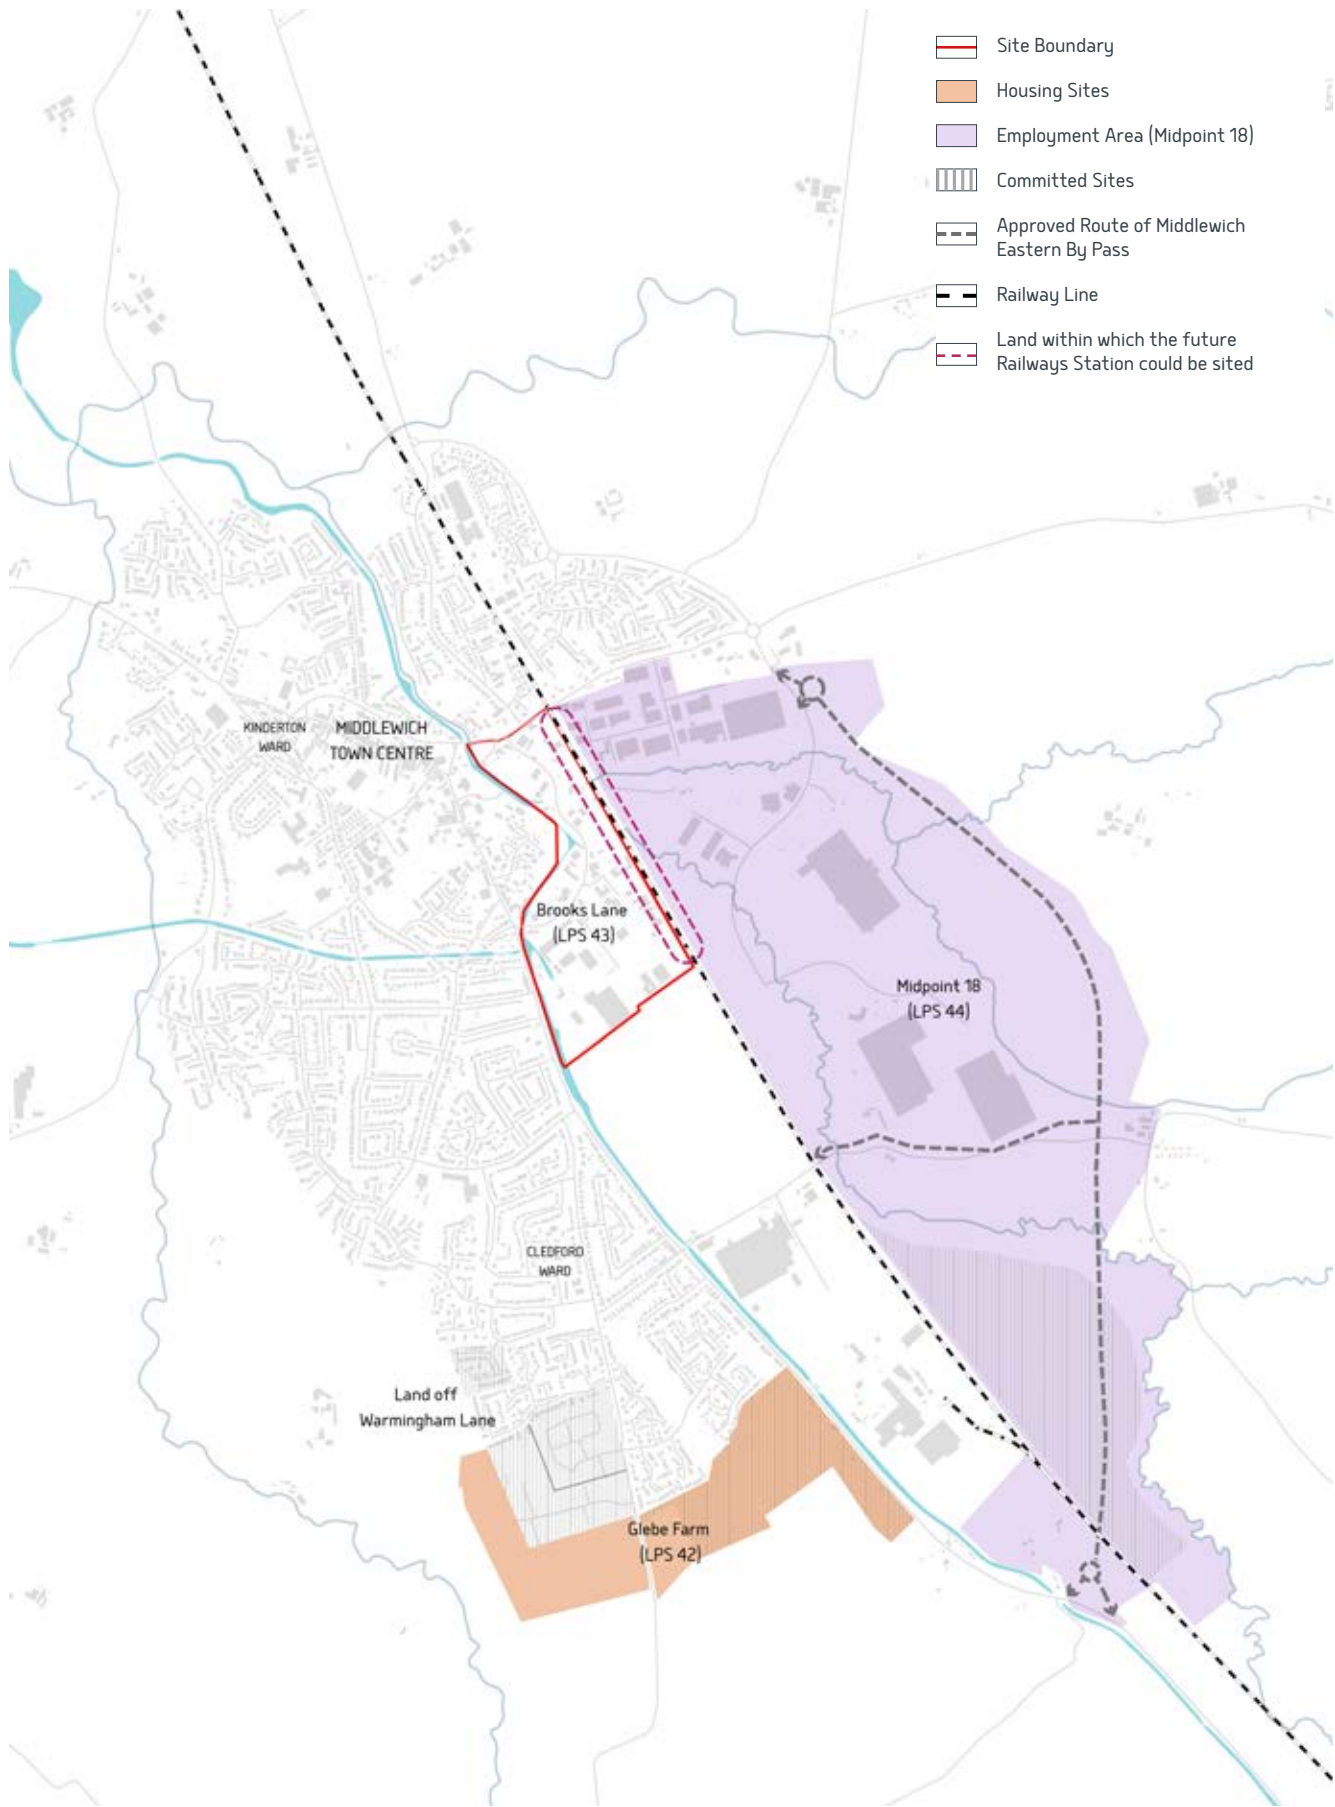 Site Boundary
Housing Sites
Employment Area (Midpoint 18)
Committed Sites
Approved Route of Middlewich
Eastern By Pass
Railway Line
Land within which the future
Railways Station could be sited
KINDERTON
WARD
MIDDLEWICH
TOWN CENTRE
Brooks Lane
(LPS 43)
Midpoint 18
(LPS 44)
CLEDFORD
WARD
Land off
Warmingham Lane
Glebe Farm
(LPS 42)